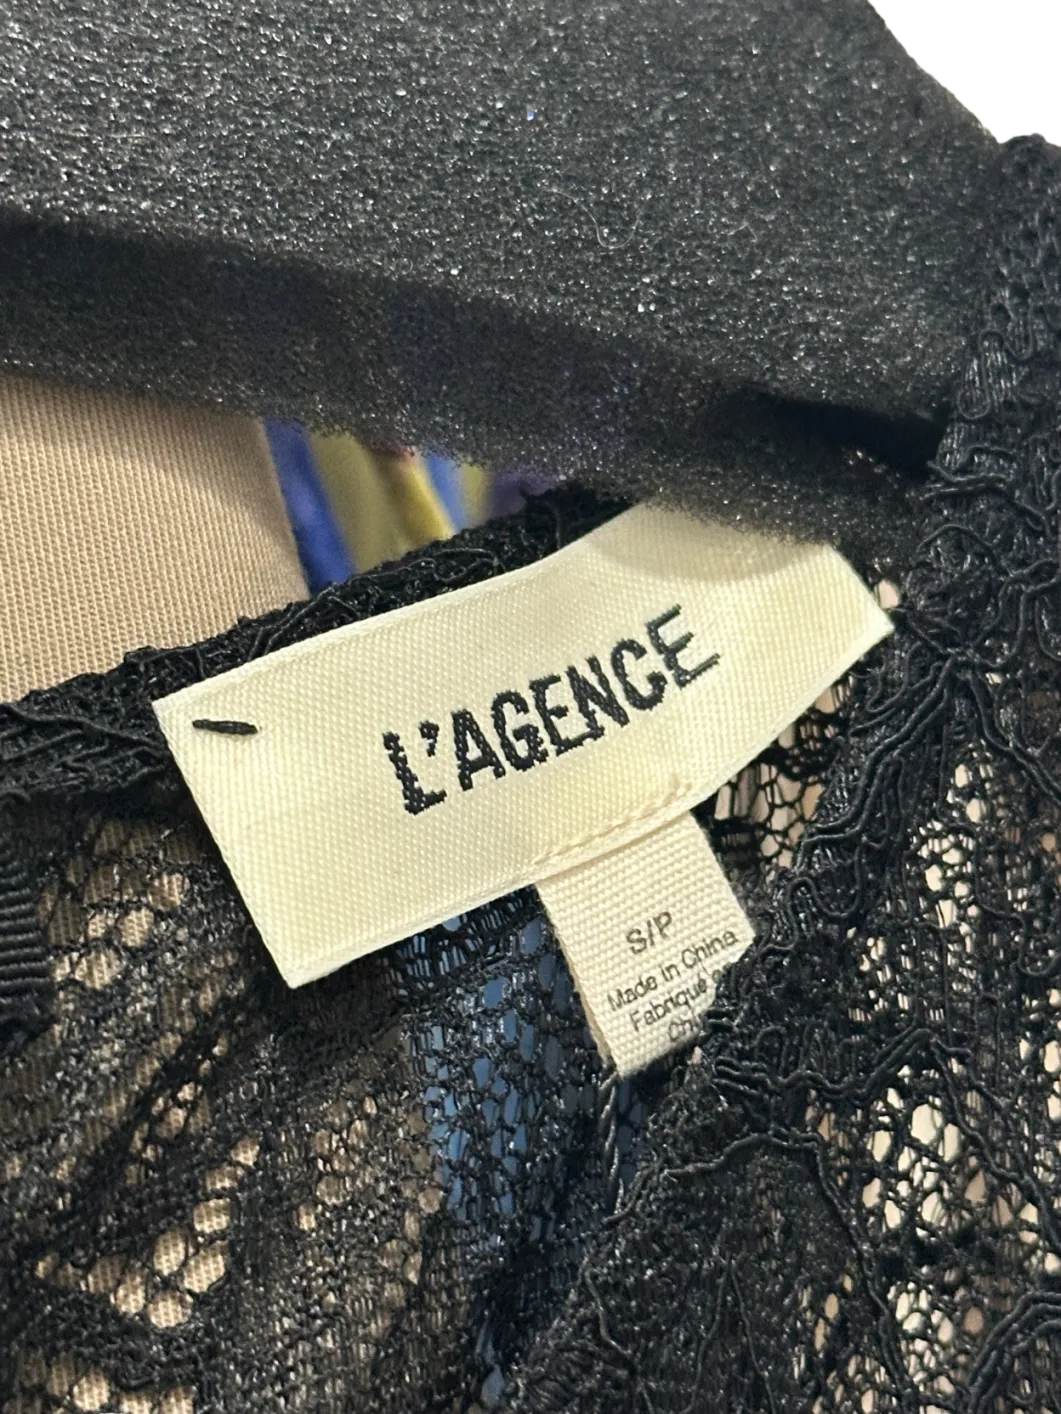 L'AGENCE
S/P
Made in China
Fabriqué